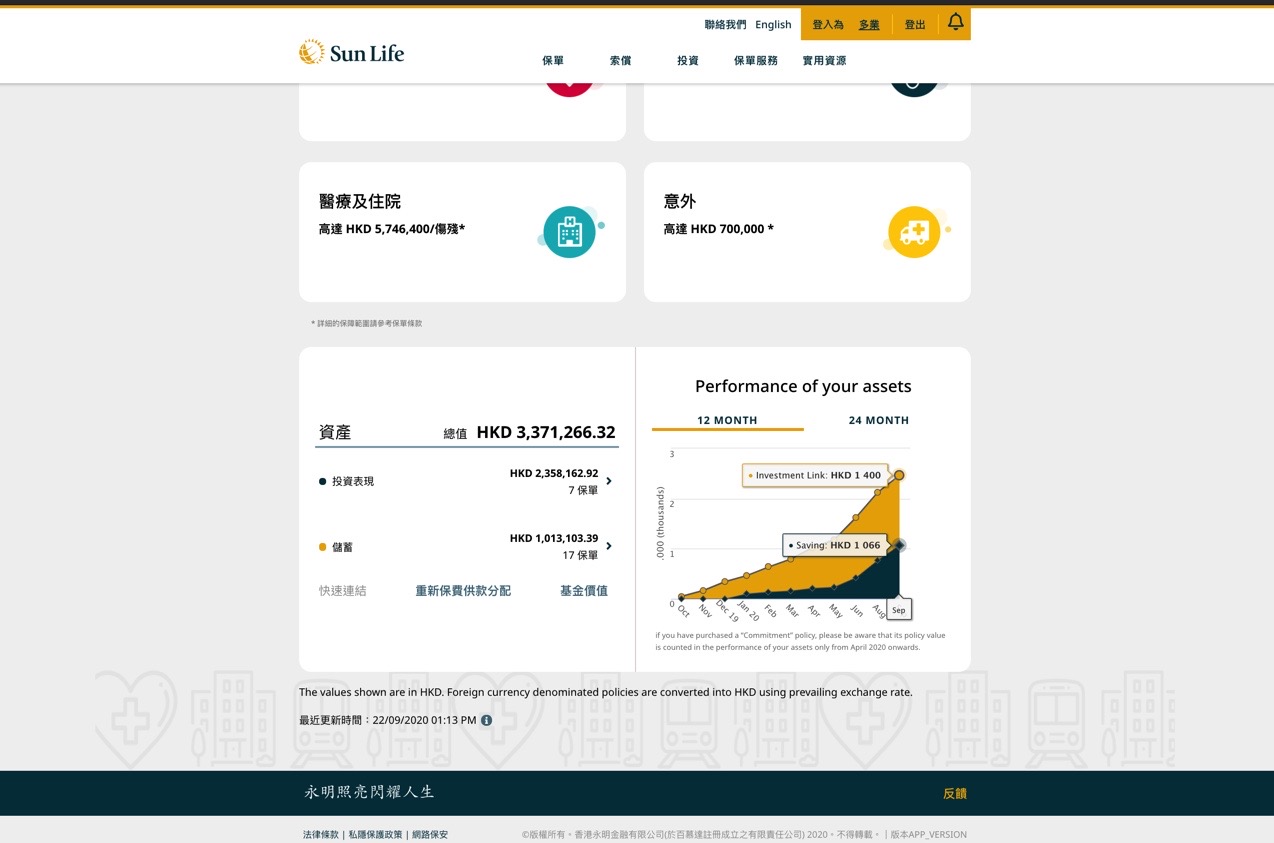 聯絡我們 English 登入為 多業 登出
Sun Life
保單 索償 投資 保單服務 實用資源
醫療及住院
高達 HKD 5,746,400/傷殘*
意外
高達 HKD 700,000 *
* 詳細的保障範圍請參考保單條款
資產 總值 HKD 3,371,266.32
投資表現 HKD 2,358,162.92
7 保單
儲蓄 HKD 1,013,103.39
17 保單
快速連結 重新保費供款分配 基金價值
Performance of your assets
12 MONTH 24 MONTH
.000 (thousands)
3
2
1
0
Investment Link: HKD 1 400
Saving: HKD 1 066
Oct Nov Dec 19 Jan 20 Feb Mar Apr May Jun Aug Sep
if you have purchased a “Commitment” policy, please be aware that its policy value
is counted in the performance of your assets only from April 2020 onwards.
The values shown are in HKD. Foreign currency denominated policies are converted into HKD using prevailing exchange rate.
最近更新時間：22/09/2020 01:13 PM
永明照亮閃耀人生 反饋
法律條款 | 私隱保護政策 | 網路保安 ©版權所有。香港永明金融有限公司(於百慕達註冊成立之有限責任公司) 2020。不得轉載。 | 版本APP_VERSION